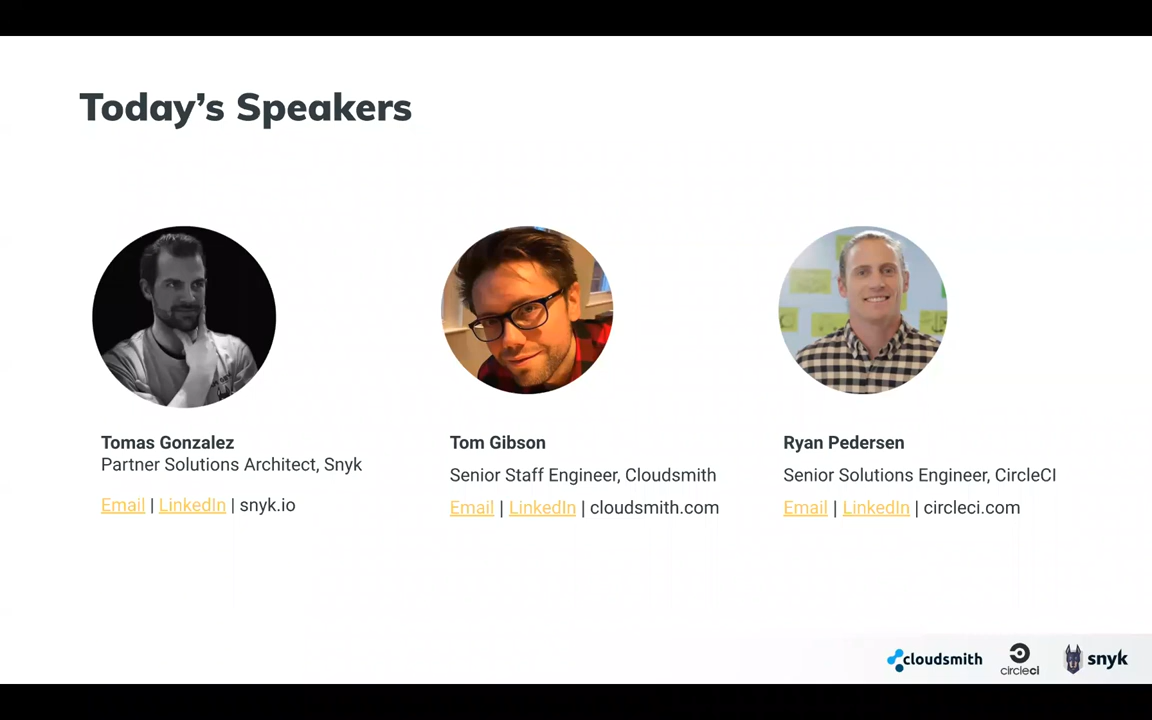 Today's Speakers
Tomas Gonzalez
Partner Solutions Architect, Snyk
Email | LinkedIn | snyk.io
Tom Gibson
Senior Staff Engineer, Cloudsmith
Email | LinkedIn | cloudsmith.com
Ryan Pedersen
Senior Solutions Engineer, CircleCI
Email | LinkedIn | circleci.com
cloudsmith
circleci
snyk